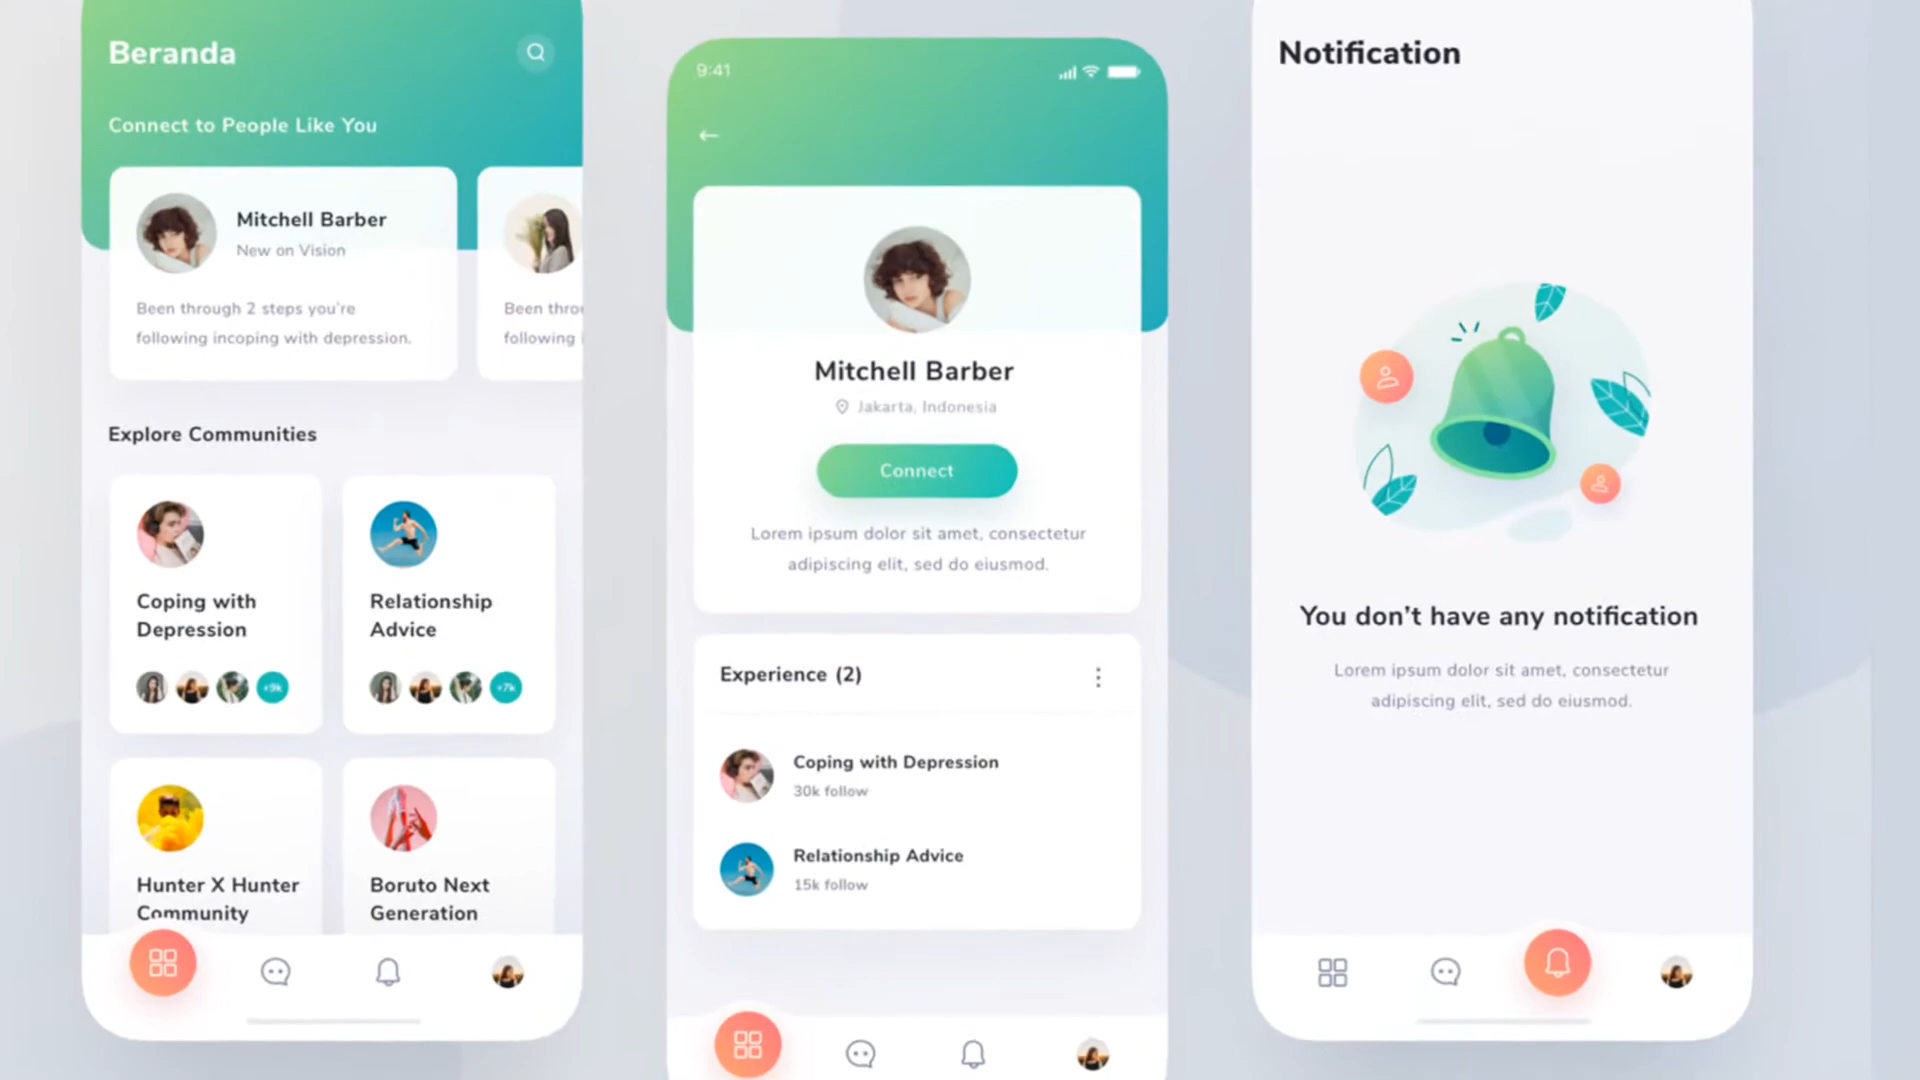 Beranda
Connect to People Like You
Mitchell Barber
New on Vision
Been through 2 steps you're
following incoping with depression.
Been thro
following
Explore Communities
Coping with
Depression
+9k
Relationship
Advice
+7k
Hunter X Hunter
Community
Boruto Next
Generation
9:41
Mitchell Barber
Jakarta, Indonesia
Connect
Lorem ipsum dolor sit amet, consectetur
adipiscing elit, sed do eiusmod.
Experience (2)
Coping with Depression
30k follow
Relationship Advice
15k follow
Notification
You don't have any notification
Lorem ipsum dolor sit amet, consectetur
adipiscing elit, sed do eiusmod.